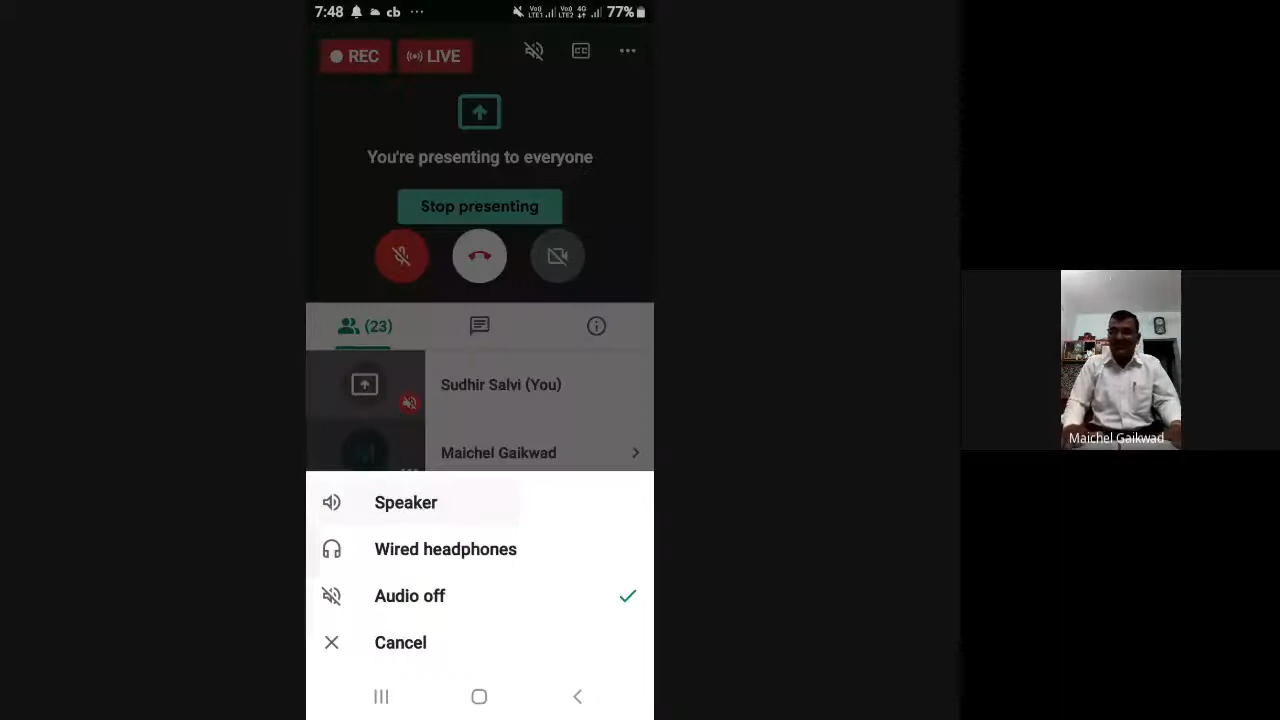 7:48 cb ... 77%
REC LIVE
You're presenting to everyone
Stop presenting
(23)
Sudhir Salvi (You)
Maichel Gaikwad
Speaker
Wired headphones
Audio off
Cancel
Maichel Gaikwad